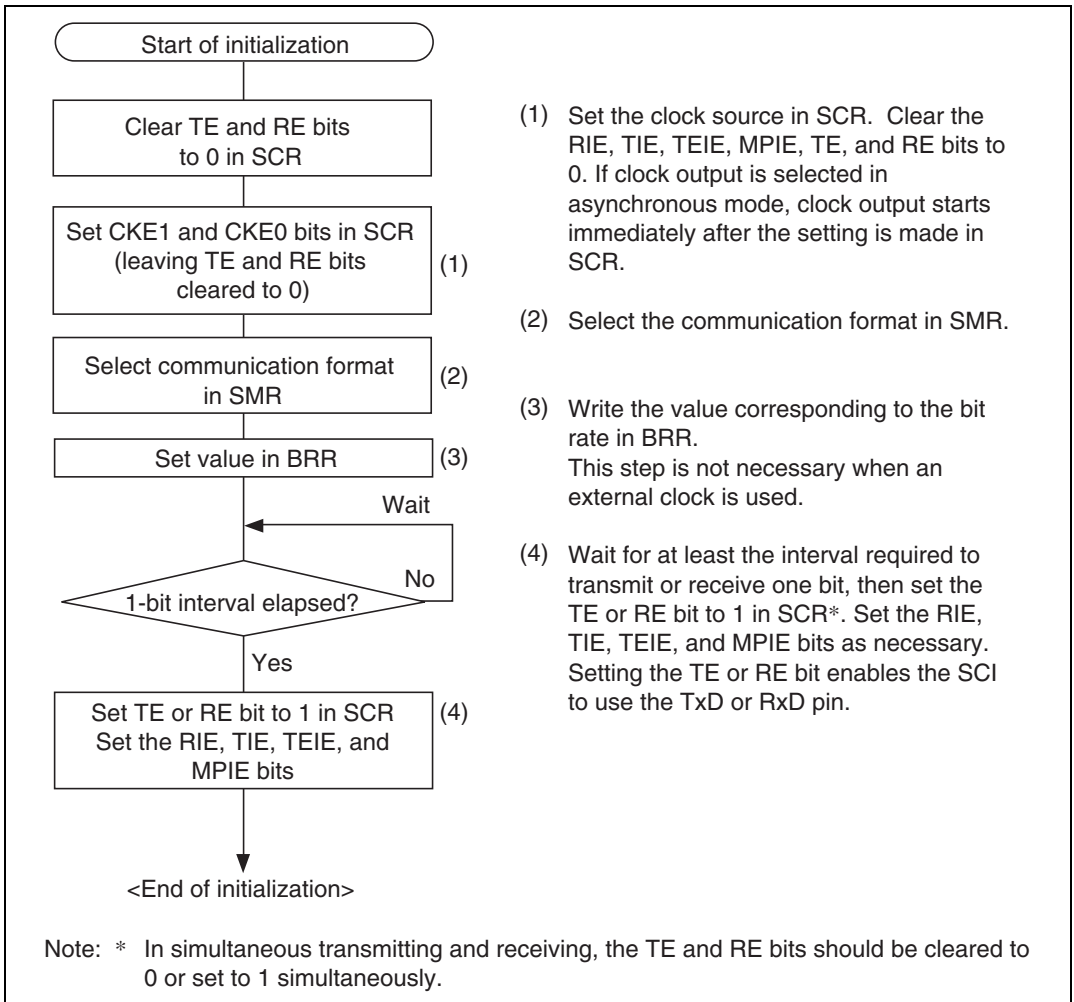 Start of initialization
Clear TE and RE bits
to 0 in SCR
Set CKE1 and CKE0 bits in SCR
(leaving TE and RE bits
cleared to 0)
(1)
Select communication format
in SMR
(2)
Set value in BRR
(3)
Wait
No
1-bit interval elapsed?
Yes
Set TE or RE bit to 1 in SCR
Set the RIE, TIE, TEIE, and
MPIE bits
(4)
<End of initialization>
(1) Set the clock source in SCR. Clear the
RIE, TIE, TEIE, MPIE, TE, and RE bits to
0. If clock output is selected in
asynchronous mode, clock output starts
immediately after the setting is made in
SCR.
(2) Select the communication format in SMR.
(3) Write the value corresponding to the bit
rate in BRR.
This step is not necessary when an
external clock is used.
(4) Wait for at least the interval required to
transmit or receive one bit, then set the
TE or RE bit to 1 in SCR*. Set the RIE,
TIE, TEIE, and MPIE bits as necessary.
Setting the TE or RE bit enables the SCI
to use the TxD or RxD pin.
Note: * In simultaneous transmitting and receiving, the TE and RE bits should be cleared to
0 or set to 1 simultaneously.